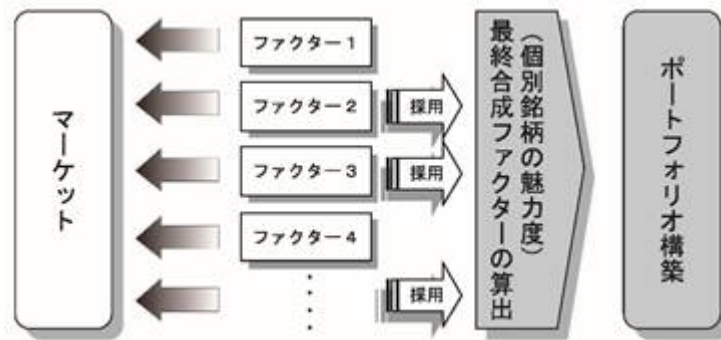 マーケット
ファクター1
ファクター2
採用
ファクター3
採用
ファクター4
採用
(個別銘柄の魅力度)
最終合成ファクターの算出
ポートフォリオ構築